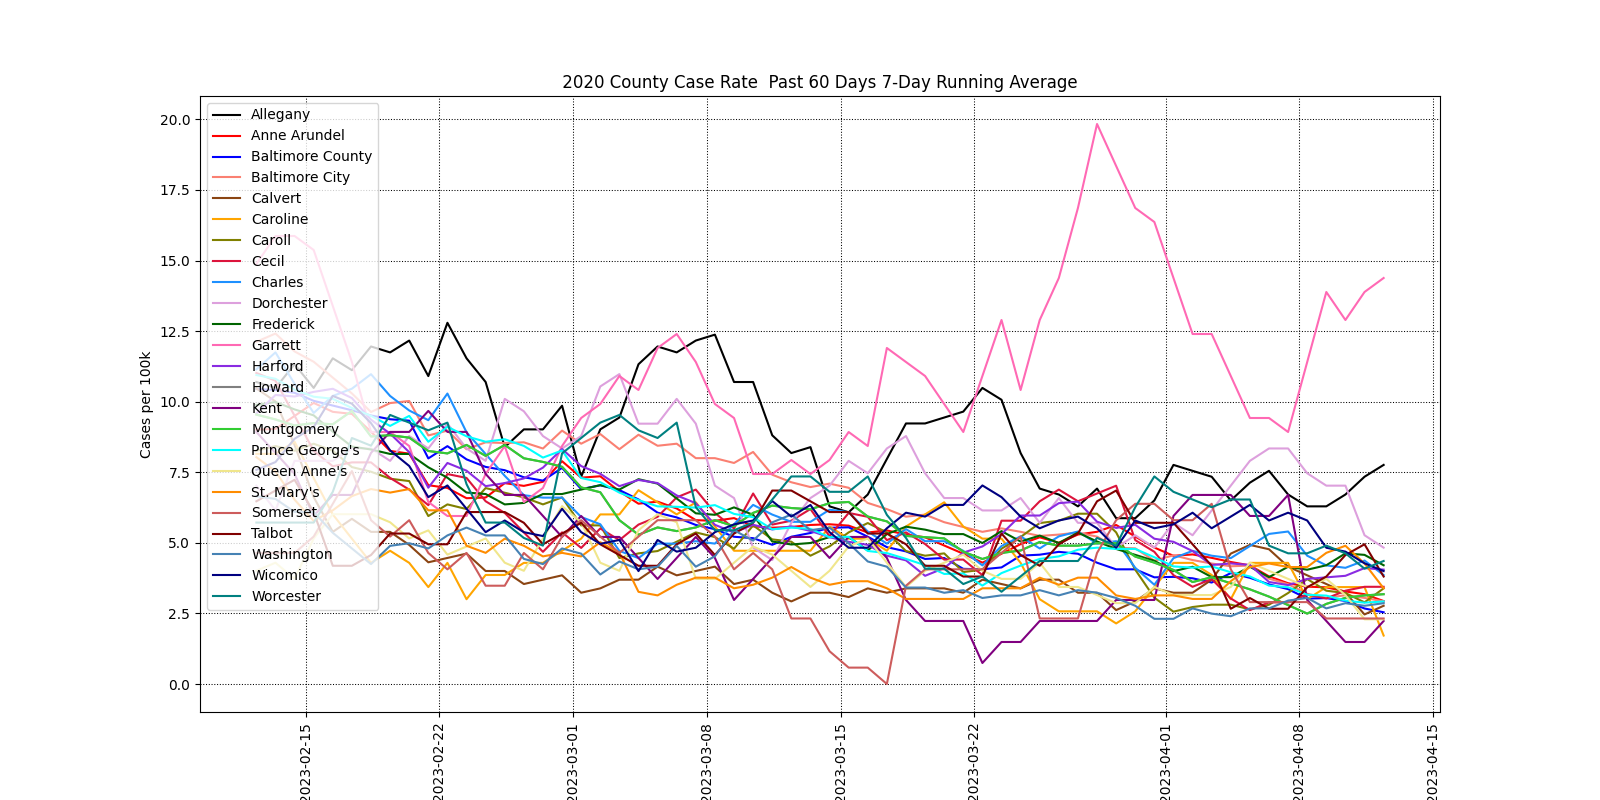 2020 County Case Rate  Past 60 Days 7-Day Running Average
Cases per 100k
20.0
17.5
15.0
12.5
10.0
7.5
5.0
2.5
0.0
Allegany
Anne Arundel
Baltimore County
Baltimore City
Calvert
Caroline
Caroll
Cecil
Charles
Dorchester
Frederick
Garrett
Harford
Howard
Kent
Montgomery
Prince George's
Queen Anne's
St. Mary's
Somerset
Talbot
Washington
Wicomico
Worcester
2023-02-15
2023-02-22
2023-03-01
2023-03-08
2023-03-15
2023-03-22
2023-04-01
2023-04-08
2023-04-15